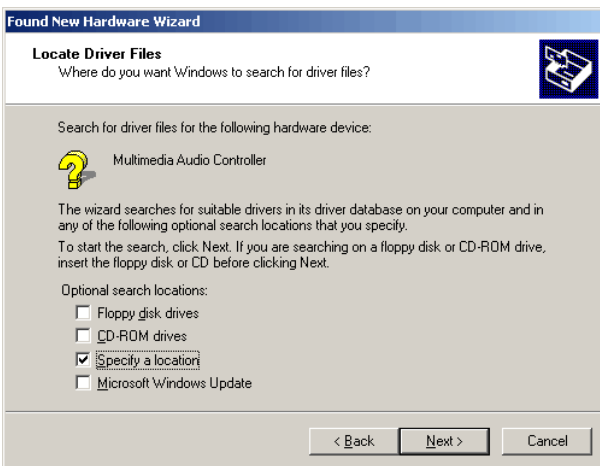 Found New Hardware Wizard
Locate Driver Files
Where do you want Windows to search for driver files?
Search for driver files for the following hardware device:
Multimedia Audio Controller
The wizard searches for suitable drivers in its driver database on your computer and in
any of the following optional search locations that you specify.
To start the search, click Next. If you are searching on a floppy disk or CD-ROM drive,
insert the floppy disk or CD before clicking Next.
Optional search locations:
Floppy disk drives
CD-ROM drives
Specify a location
Microsoft Windows Update
< Back Next > Cancel